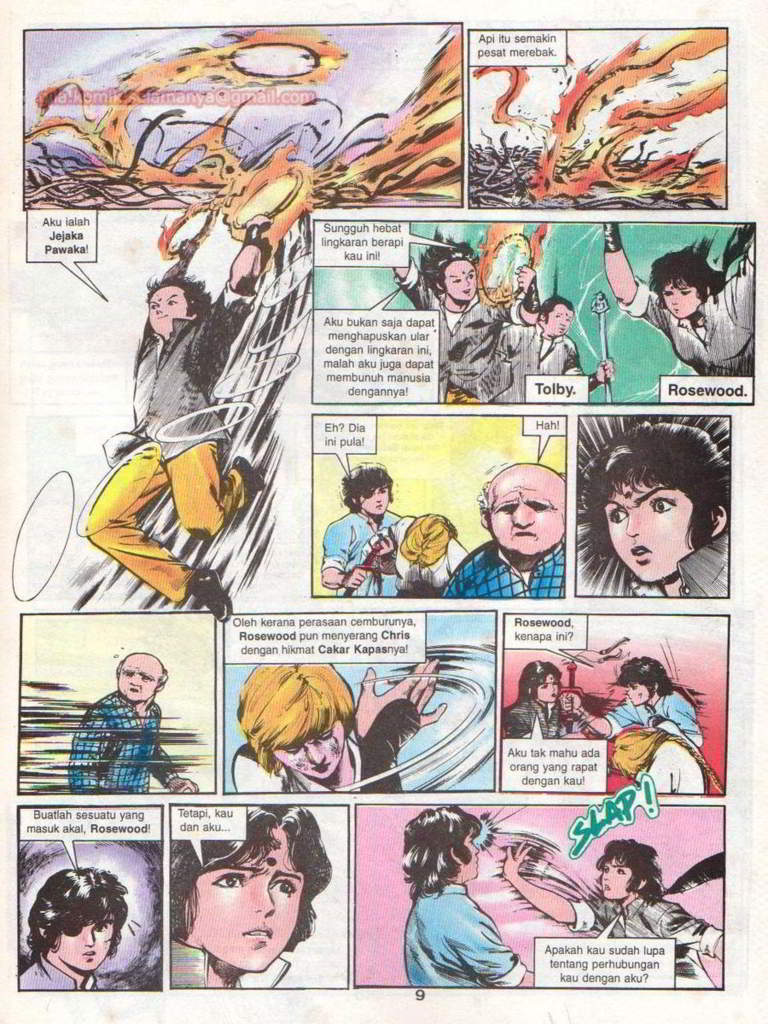 Api itu semakin
pesat merebak.
Aku ialah
Jejaka
Pawaka!
Sungguh hebat
lingkaran berapi
kau ini!
Aku bukan saja dapat
menghapuskan ular
dengan lingkaran ini,
malah aku juga dapat
membunuh manusia
dengannya!
Tolby.
Rosewood.
Eh? Dia
ini pula!
Hah!
Oleh kerana perasaan cemburunya,
Rosewood pun menyerang Chris
dengan hikmat Cakar Kapasnya!
Rosewood,
kenapa ini?
Aku tak mahu ada
orang yang rapat
dengan kau!
Buatlah sesuatu yang
masuk akal, Rosewood!
Tetapi, kau
dan aku...
SLAP!
Apakah kau sudah lupa
tentang perhubungan
kau dengan aku?
9